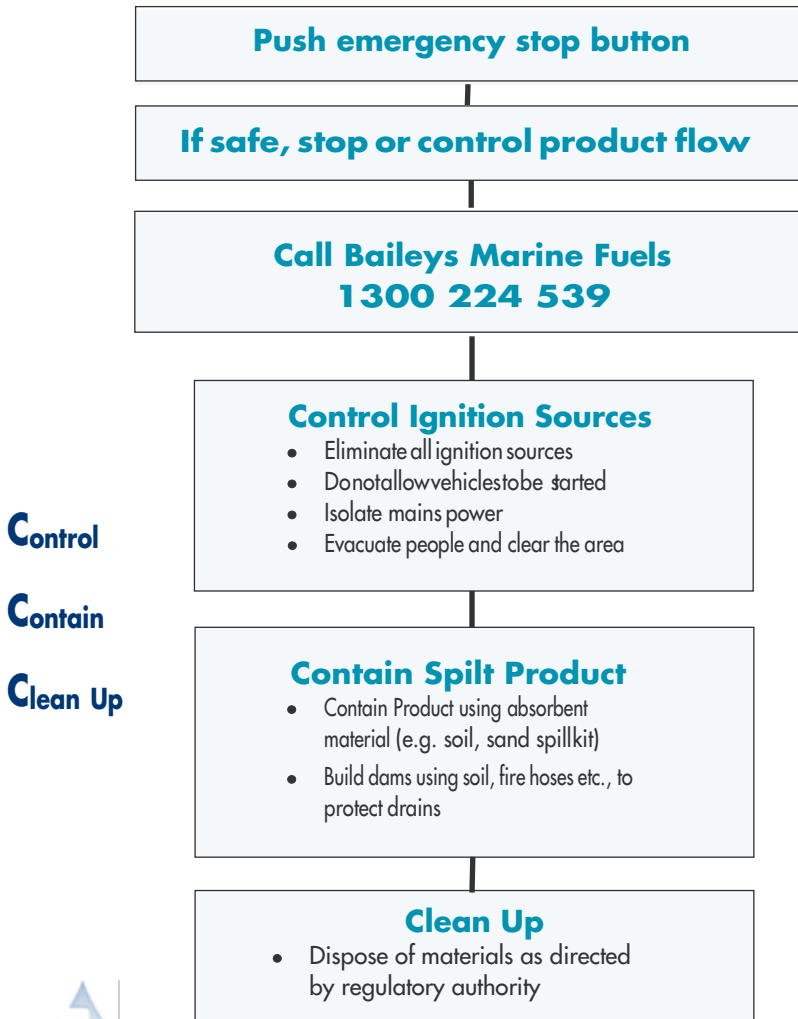 Push emergency stop button
If safe, stop or control product flow
Call Baileys Marine Fuels
1300 224 539
Control Ignition Sources
• Eliminate all ignition sources
• Donotallowvehiclestobe started
• Isolate mains power
• Evacuate people and clear the area
Control
Contain
Clean Up
Contain Spilt Product
• Contain Product using absorbent
material (e.g. soil, sand spillkit)
• Build dams using soil, fire hoses etc., to
protect drains
Clean Up
• Dispose of materials as directed
by regulatory authority